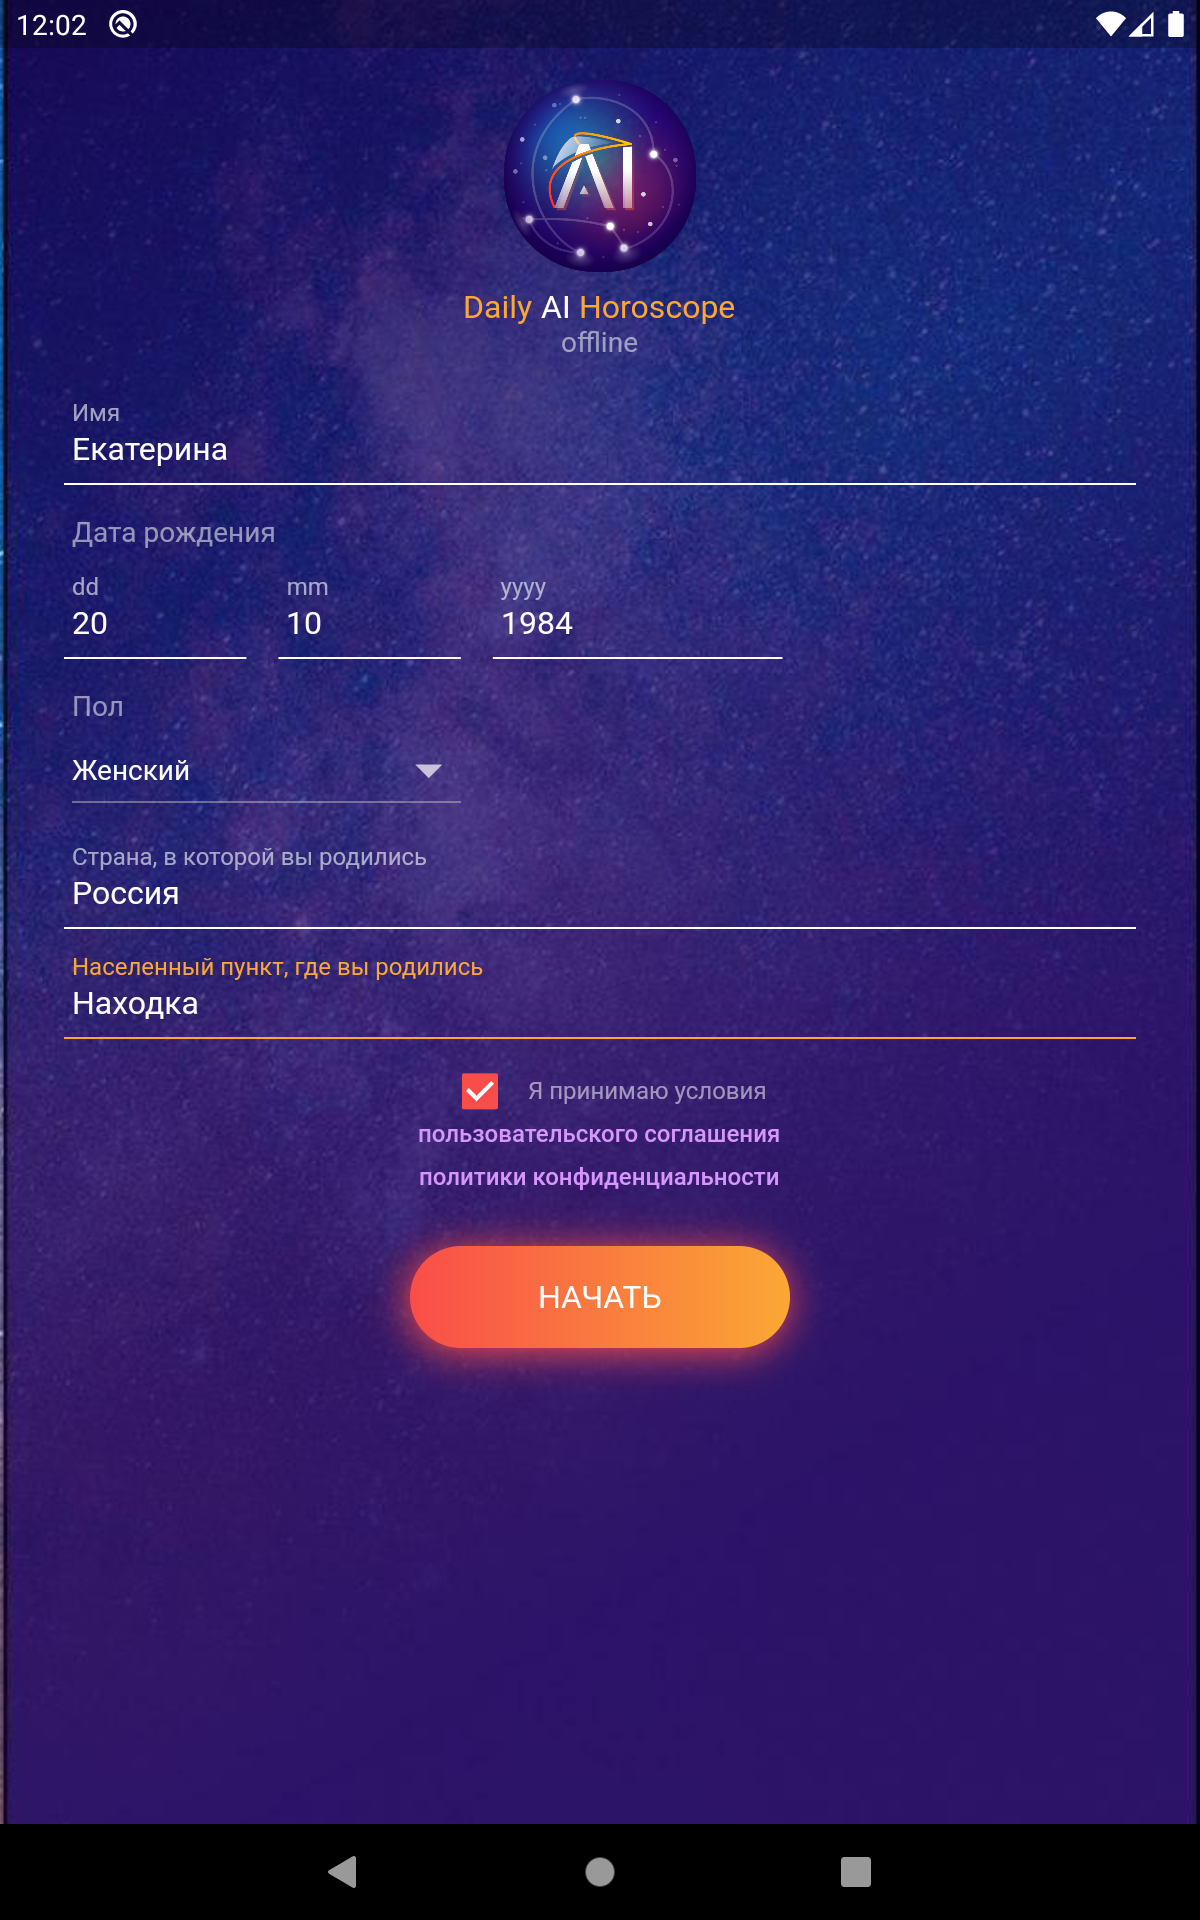 12:02
AI
Daily AI Horoscope
offline
Имя
Екатерина
Дата рождения
dd mm yyyy
20 10 1984
Пол
Женский
Страна, в которой вы родились
Россия
Населенный пункт, где вы родились
Находка
Я принимаю условия
пользовательского соглашения
политики конфиденциальности
НАЧАТЬ